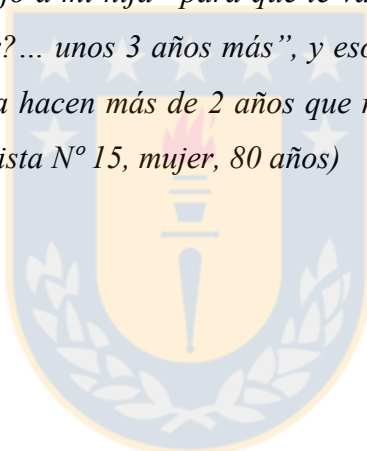 jo a mi hija "para que le va
?… unos 3 años más", y eso
a hacen más de 2 años que
ista Nº 15, mujer, 80 años)